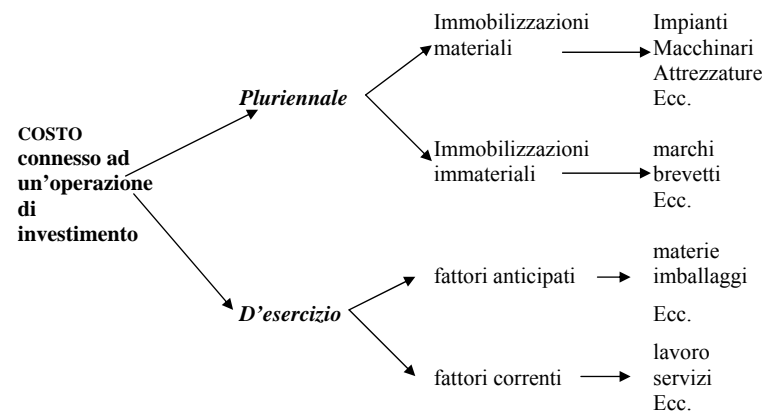 COSTO
connesso ad
un'operazione
di
investimento
Pluriennale
Immobilizzazioni
materiali
Impianti
Macchinari
Attrezzature
Ecc.
Immobilizzazioni
immateriali
marchi
brevetti
Ecc.
D'esercizio
fattori anticipati
materie
imballaggi
Ecc.
fattori correnti
lavoro
servizi
Ecc.